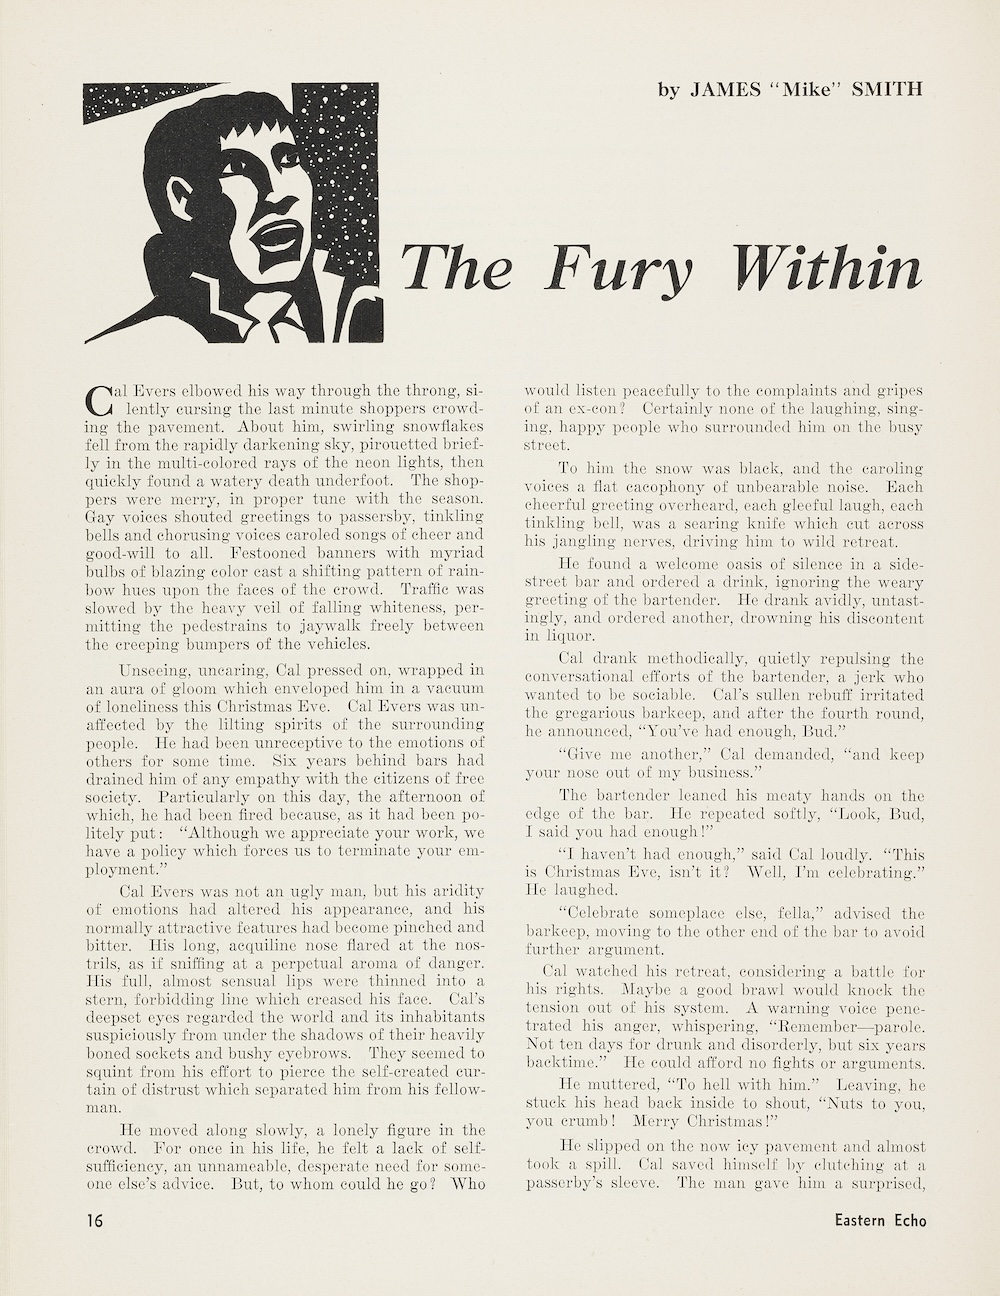 by JAMES "Mike" SMITH
The Fury Within
Cal Evers elbowed his way through the throng, si-
lently cursing the last minute shoppers crowd-
ing the pavement. About him, swirling snowflakes
fell from the rapidly darkening sky, pirouetted brief-
ly in the multi-colored rays of the neon lights, then
quickly found a watery death underfoot. The shop-
pers were merry, in proper tune with the season.
Gay voices shouted greetings to passersby, tinkling
bells and chorusing voices caroled songs of cheer and
good-will to all. Festooned banners with myriad
bulbs of blazing color cast a shifting pattern of rain-
bow hues upon the faces of the crowd. Traffic was
slowed by the heavy veil of falling whiteness, per-
mitting the pedestrains to jaywalk freely between
the creeping bumpers of the vehicles.
Unseeing, uncaring, Cal pressed on, wrapped in
an aura of gloom which enveloped him in a vacuum
of loneliness this Christmas Eve. Cal Evers was un-
affected by the lilting spirits of the surrounding
people. He had been unreceptive to the emotions of
others for some time. Six years behind bars had
drained him of any empathy with the citizens of free
society. Particularly on this day, the afternoon of
which, he had been fired because, as it had been po-
litely put: "Although we appreciate your work, we
have a policy which forces us to terminate your em-
ployment."
Cal Evers was not an ugly man, but his aridity
of emotions had altered his appearance, and his
normally attractive features had become pinched and
bitter. His long, acquiline nose flared at the nos-
trils, as if sniffing at a perpetual aroma of danger.
His full, almost sensual lips were thinned into a
stern, forbidding line which creased his face. Cal's
deepset eyes regarded the world and its inhabitants
suspiciously from under the shadows of their heavily
boned sockets and bushy eyebrows. They seemed to
squint from his effort to pierce the self-created cur-
tain of distrust which separated him from his fellow-
man.
He moved along slowly, a lonely figure in the
crowd. For once in his life, he felt a lack of self-
sufficiency, an unnameable, desperate need for some-
one else's advice. But, to whom could he go? Who
would listen peacefully to the complaints and gripes
of an ex-con? Certainly none of the laughing, sing-
ing, happy people who surrounded him on the busy
street.
To him the snow was black, and the caroling
voices a flat cacophony of unbearable noise. Each
cheerful greeting overheard, each gleeful laugh, each
tinkling bell, was a searing knife which cut across
his jangling nerves, driving him to wild retreat.
He found a welcome oasis of silence in a side-
street bar and ordered a drink, ignoring the weary
greeting of the bartender. He drank avidly, untast-
ingly, and ordered another, drowning his discontent
in liquor.
Cal drank methodically, quietly repulsing the
conversational efforts of the bartender, a jerk who
wanted to be sociable. Cal's sullen rebuff irritated
the gregarious barkeep, and after the fourth round,
he announced, "You've had enough, Bud."
"Give me another," Cal demanded, "and keep
your nose out of my business."
The bartender leaned his meaty hands on the
edge of the bar. He repeated softly, "Look, Bud,
I said you had enough!"
"I haven't had enough," said Cal loudly. "This
is Christmas Eve, isn't it? Well, I'm celebrating."
He laughed.
"Celebrate someplace else, fella," advised the
barkeep, moving to the other end of the bar to avoid
further argument.
Cal watched his retreat, considering a battle for
his rights. Maybe a good brawl would knock the
tension out of his system. A warning voice pene-
trated his anger, whispering, "Remember—parole.
Not ten days for drunk and disorderly, but six years
backtime." He could afford no fights or arguments.
He muttered, "To hell with him." Leaving, he
stuck his head back inside to shout, "Nuts to you,
you crumb! Merry Christmas!"
He slipped on the now icy pavement and almost
took a spill. Cal saved himself by clutching at a
passerby's sleeve. The man gave him a surprised,
16
Eastern Echo